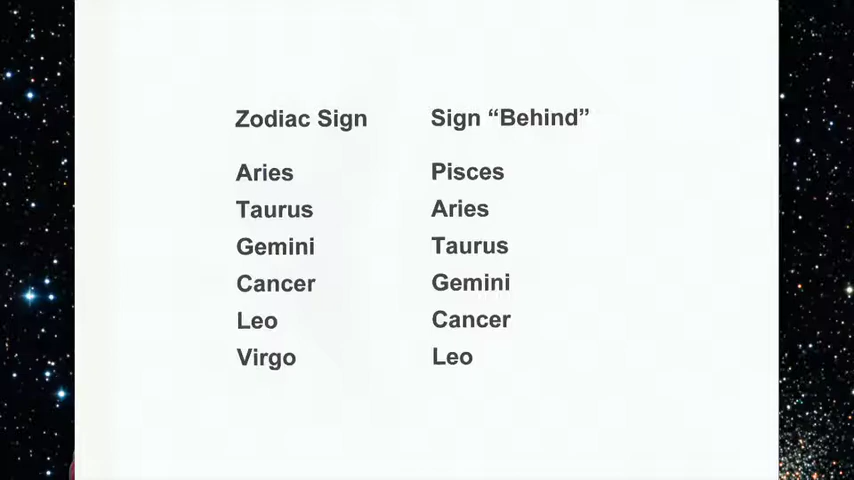 Zodiac Sign Sign “Behind”
Aries Pisces
Taurus Aries
Gemini Taurus
Cancer Gemini
Leo Cancer
Virgo Leo